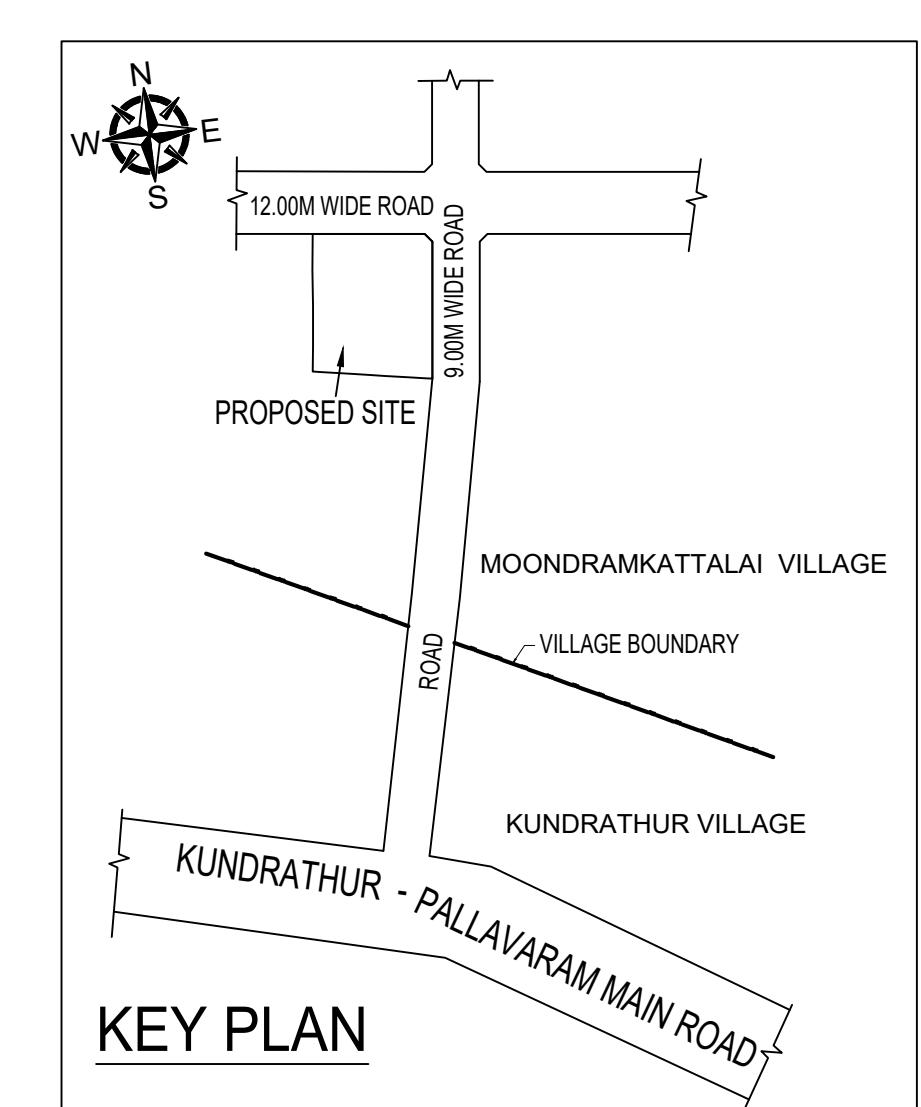 N
W
E
S
12.00M WIDE ROAD
9.00M WIDE ROAD
PROPOSED SITE
MOONDRAMKATTALAI VILLAGE
VILLAGE BOUNDARY
ROAD
KUNDRATHUR VILLAGE
KUNDRATHUR - PALLAVARAM MAIN ROAD
KEY PLAN